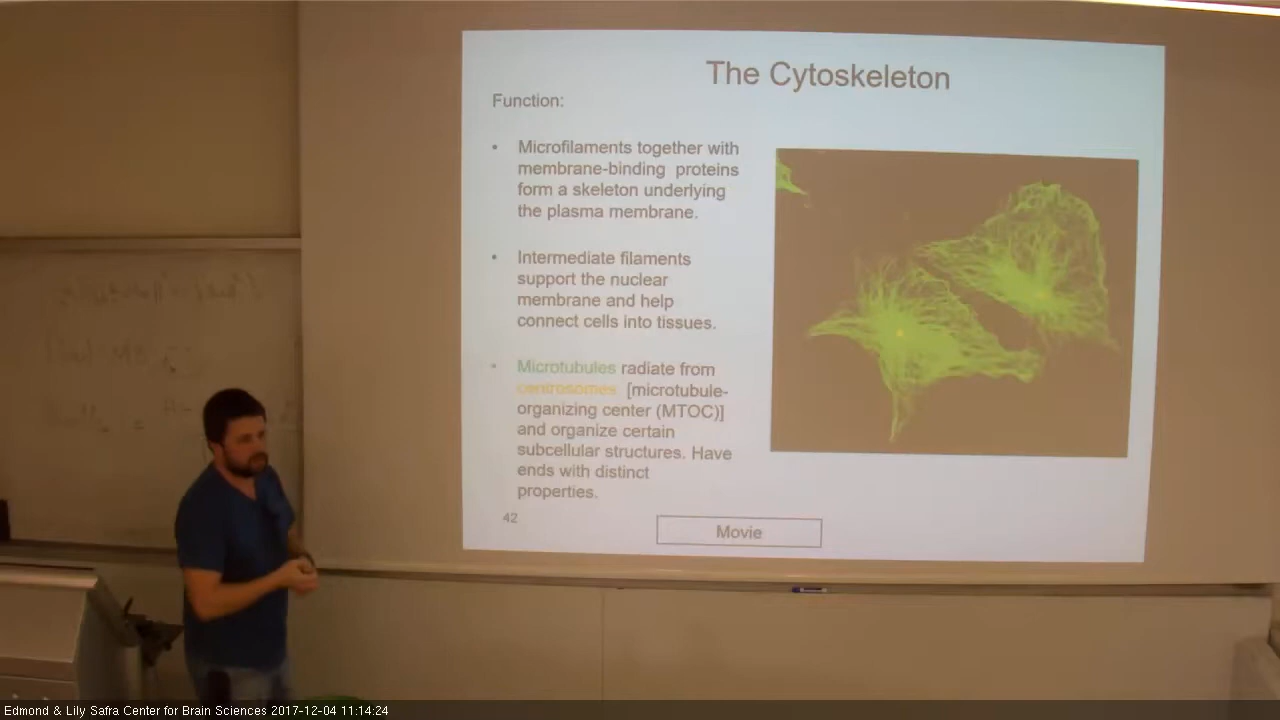 The Cytoskeleton
Function:
• Microfilaments together with
membrane-binding proteins
form a skeleton underlying
the plasma membrane.
• Intermediate filaments
support the nuclear
membrane and help
connect cells into tissues.
• Microtubules radiate from
centrosomes [microtubule-
organizing center (MTOC)]
and organize certain
subcellular structures. Have
ends with distinct
properties.
42
Movie
Edmond & Lily Safra Center for Brain Sciences 2017-12-04 11:14:24